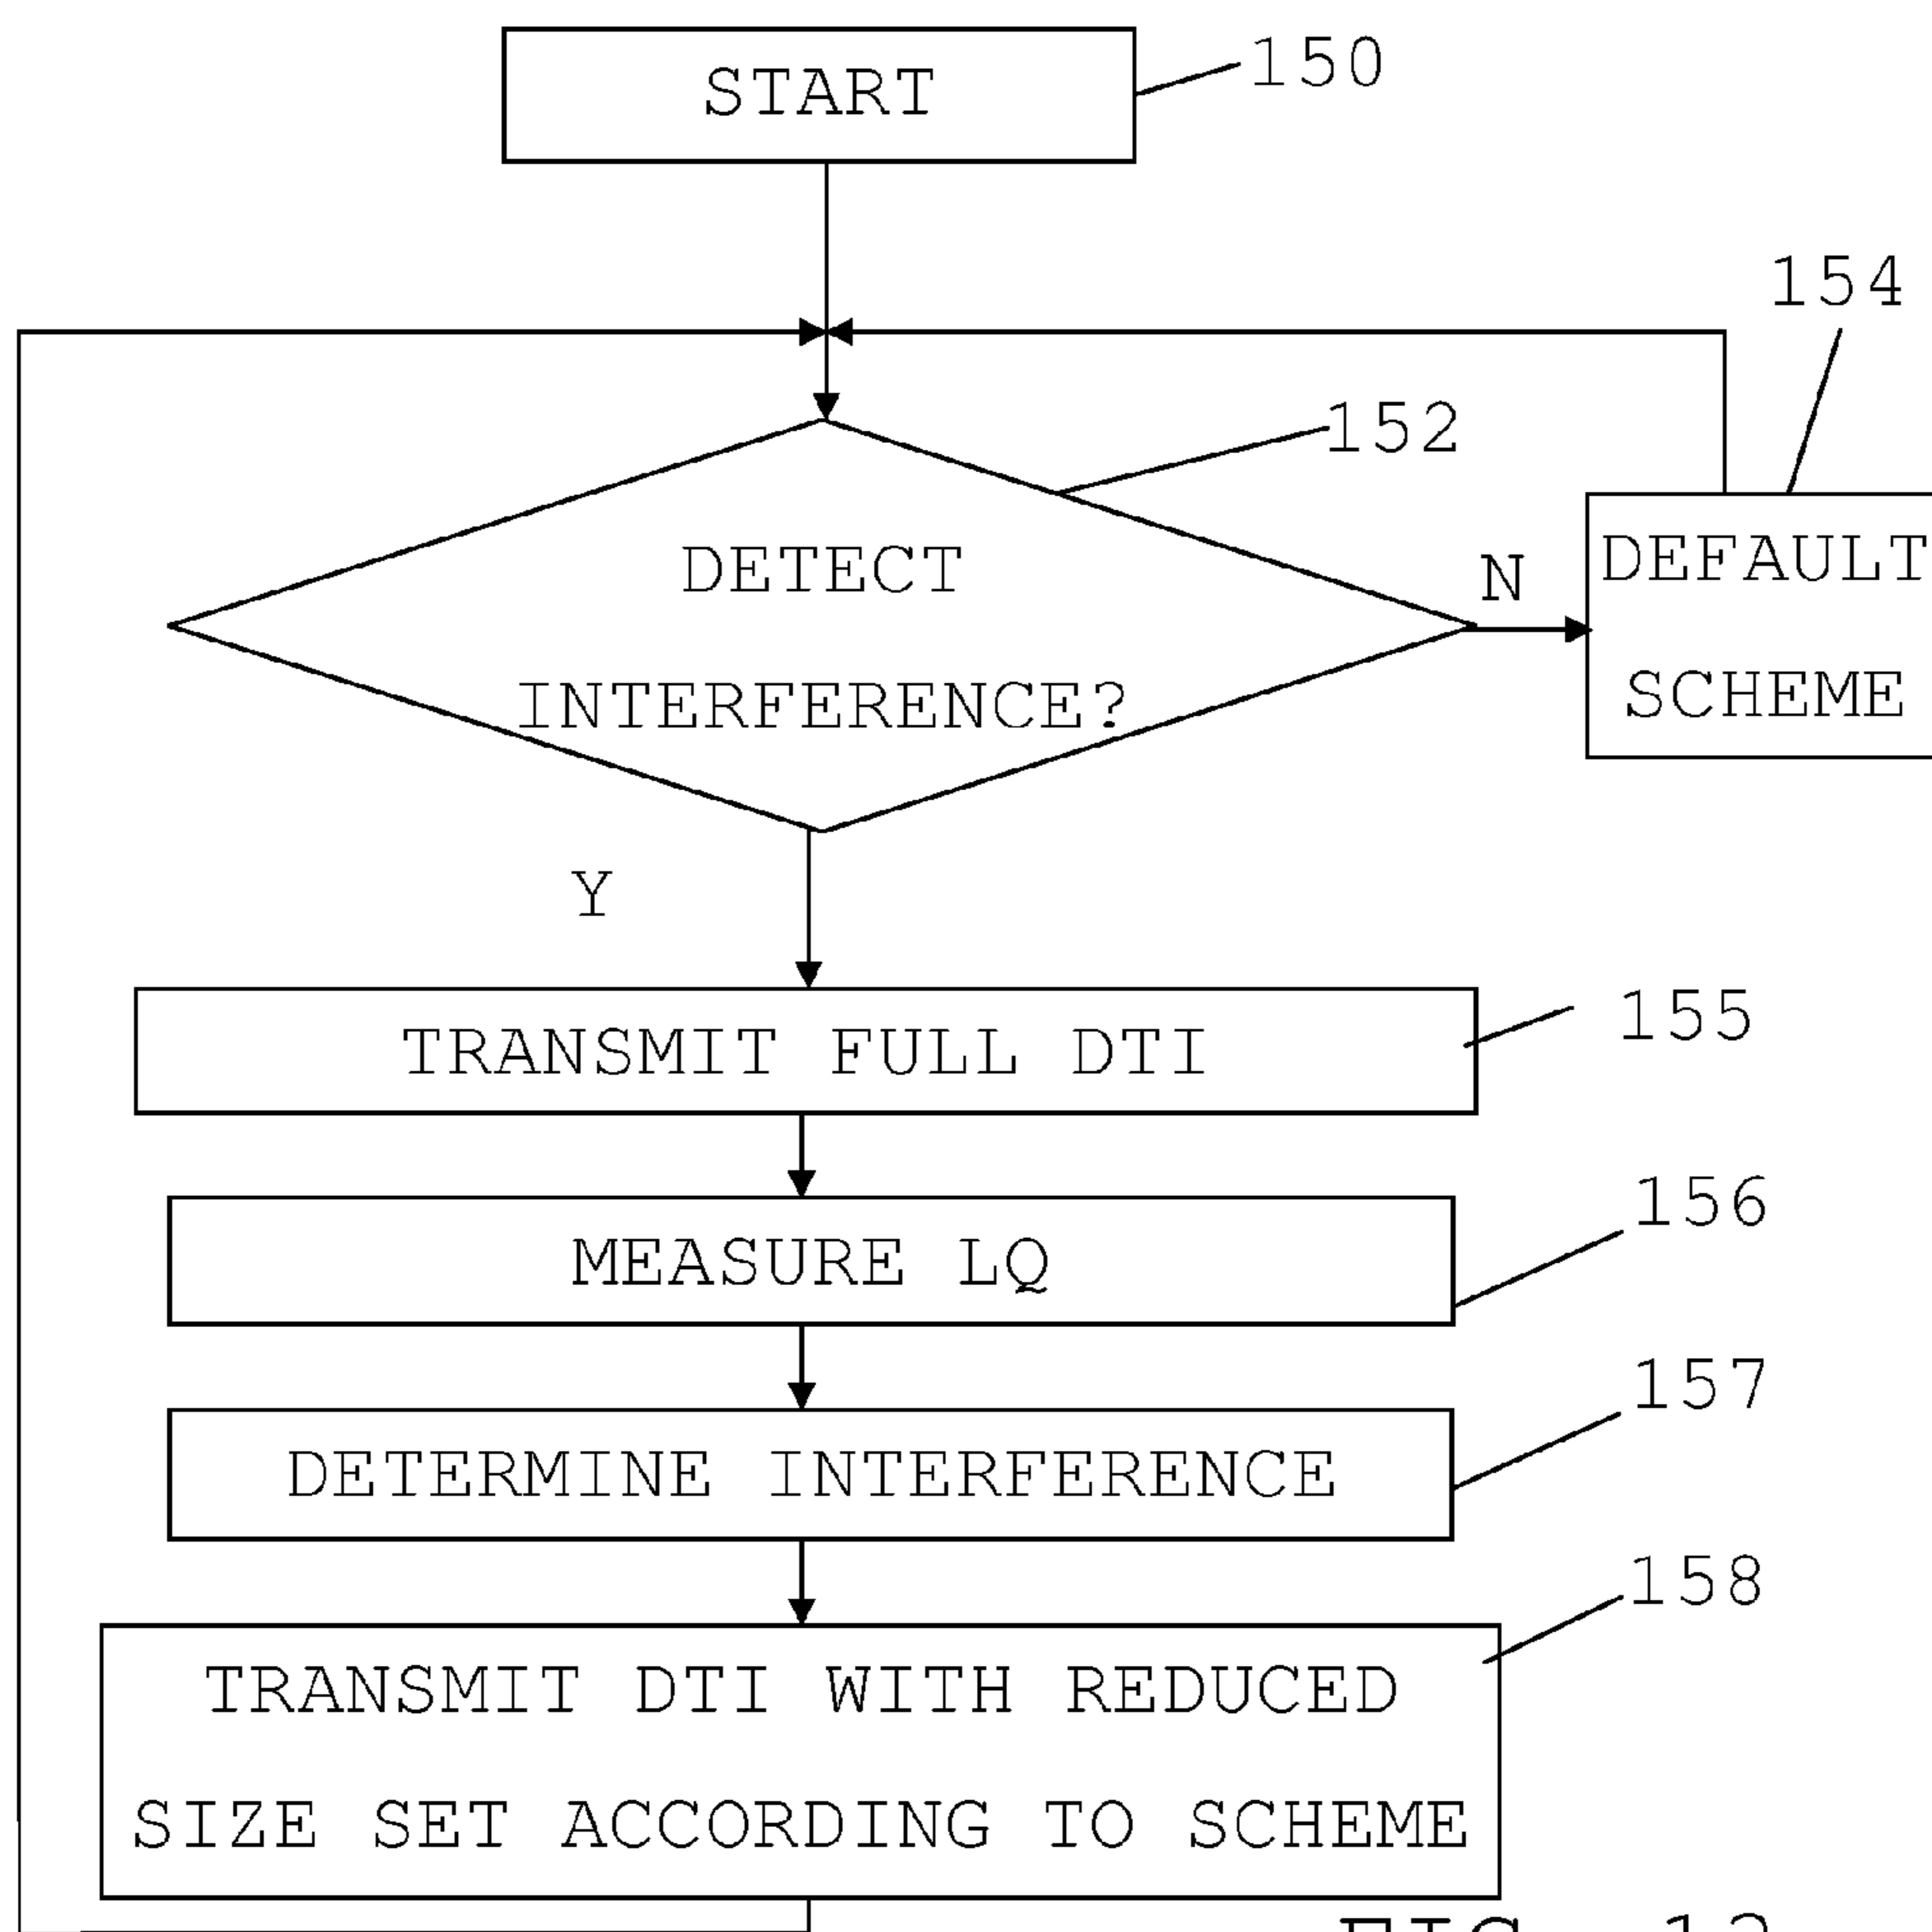 START
150
154
152
DETECT
INTERFERENCE?
N
DEFAULT
SCHEME
Y
TRANSMIT FULL DTI
155
MEASURE LQ
156
DETERMINE INTERFERENCE
157
158
TRANSMIT DTI WITH REDUCED
SIZE SET ACCORDING TO SCHEME